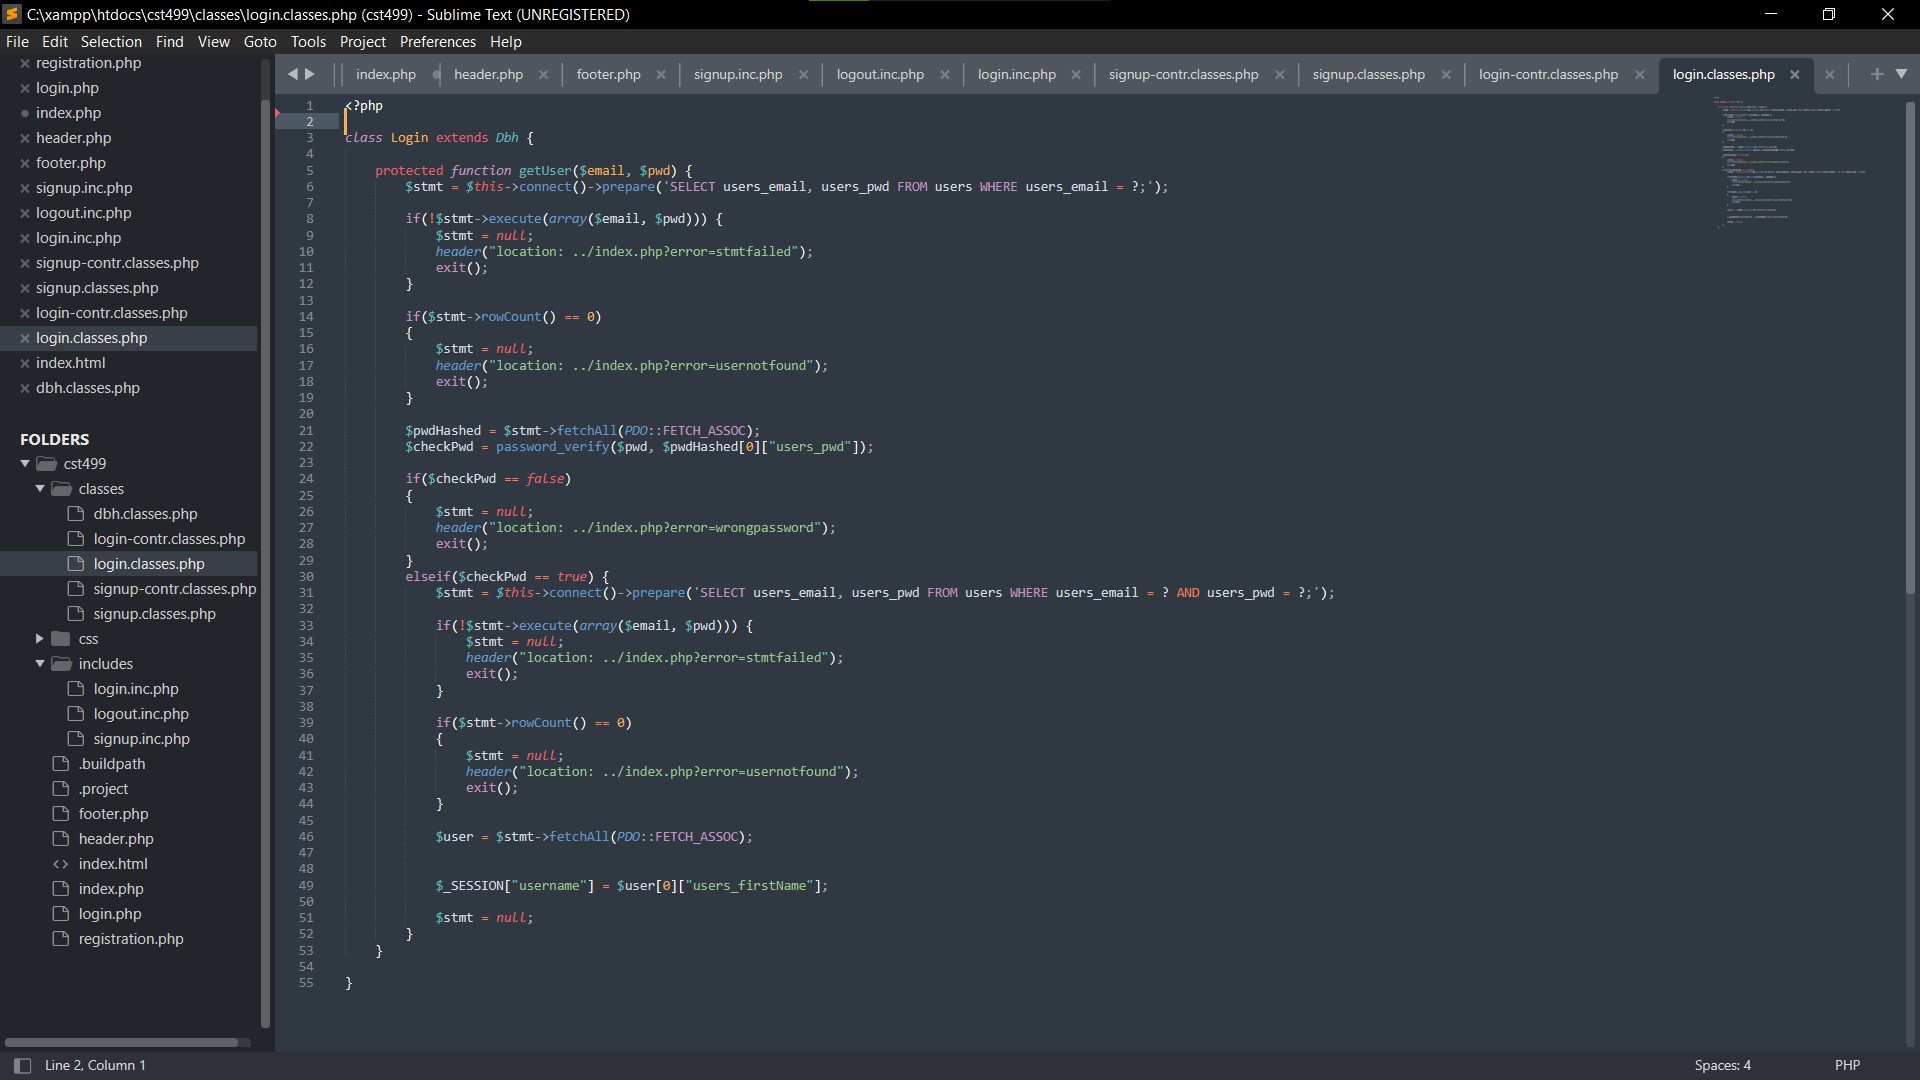 C:\xampp\htdocs\cst499\classes\login.classes.php (cst499) - Sublime Text (UNREGISTERED)
File Edit Selection Find View Goto Tools Project Preferences Help
registration.php
login.php
index.php
header.php
footer.php
signup.inc.php
logout.inc.php
login.inc.php
signup-contr.classes.php
signup.classes.php
login-contr.classes.php
login.classes.php
index.html
dbh.classes.php
FOLDERS
cst499
classes
dbh.classes.php
login-contr.classes.php
login.classes.php
signup-contr.classes.php
signup.classes.php
css
includes
login.inc.php
logout.inc.php
signup.inc.php
.buildpath
.project
footer.php
header.php
index.html
index.php
login.php
registration.php
index.php header.php footer.php signup.inc.php logout.inc.php login.inc.php signup-contr.classes.php signup.classes.php login-contr.classes.php login.classes.php
1 <?php
2
3 class Login extends Dbh {
4
5 protected function getUser($email, $pwd) {
6 $stmt = $this->connect()->prepare('SELECT users_email, users_pwd FROM users WHERE users_email = ?;');
7
8 if(!$stmt->execute(array($email, $pwd))) {
9 $stmt = null;
10 header("location: ../index.php?error=stmtfailed");
11 exit();
12 }
13
14 if($stmt->rowCount() == 0)
15 {
16 $stmt = null;
17 header("location: ../index.php?error=usernotfound");
18 exit();
19 }
20
21 $pwdHashed = $stmt->fetchAll(PDO::FETCH_ASSOC);
22 $checkPwd = password_verify($pwd, $pwdHashed[0]["users_pwd"]);
23
24 if($checkPwd == false)
25 {
26 $stmt = null;
27 header("location: ../index.php?error=wrongpassword");
28 exit();
29 }
30 elseif($checkPwd == true) {
31 $stmt = $this->connect()->prepare('SELECT users_email, users_pwd FROM users WHERE users_email = ? AND users_pwd = ?;');
32
33 if(!$stmt->execute(array($email, $pwd))) {
34 $stmt = null;
35 header("location: ../index.php?error=stmtfailed");
36 exit();
37 }
38
39 if($stmt->rowCount() == 0)
40 {
41 $stmt = null;
42 header("location: ../index.php?error=usernotfound");
43 exit();
44 }
45
46 $user = $stmt->fetchAll(PDO::FETCH_ASSOC);
47
48
49 $_SESSION["username"] = $user[0]["users_firstName"];
50
51 $stmt = null;
52 }
53 }
54
55 }
Line 2, Column 1
Spaces: 4
PHP